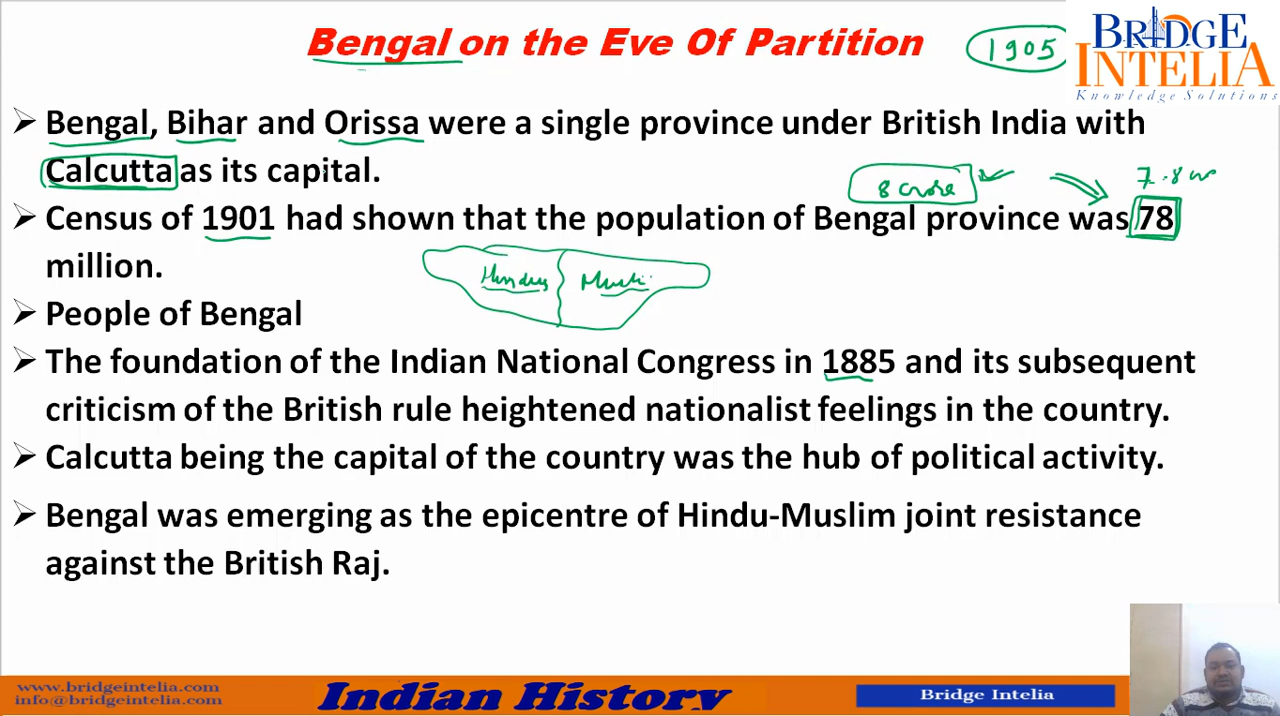 Bengal on the Eve Of Partition
1905
BRIDGE
INTELIA
Knowledge Solutions
➢ Bengal, Bihar and Orissa were a single province under British India with
Calcutta as its capital.
8 crore
7.8 cr
➢ Census of 1901 had shown that the population of Bengal province was 78
million.
Hindus
➢ People of Bengal
➢ The foundation of the Indian National Congress in 1885 and its subsequent
criticism of the British rule heightened nationalist feelings in the country.
➢ Calcutta being the capital of the country was the hub of political activity.
➢ Bengal was emerging as the epicentre of Hindu-Muslim joint resistance
against the British Raj.
www.bridgeintelia.com
info@bridgeintelia.com
Indian History
Bridge Intelia